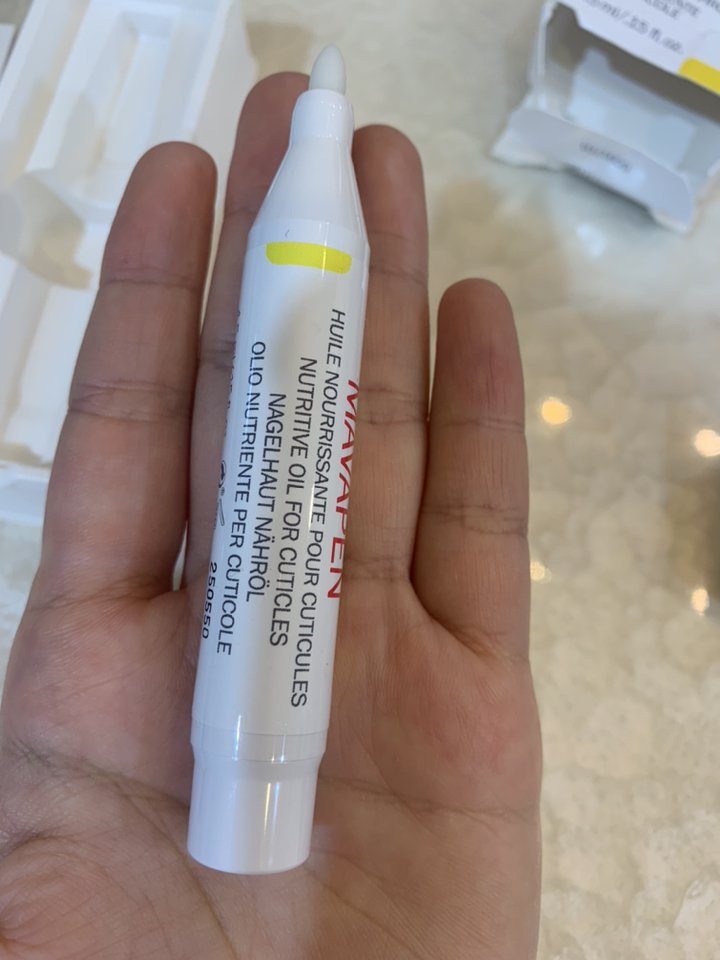 MAVAPEN
HUILE NOURRISSANTE POUR CUTICULES
NUTRITIVE OIL FOR CUTICLES
NAGELHAUT NÄHRÖL
OLIO NUTRIENTE PER CUTICOLE
250550